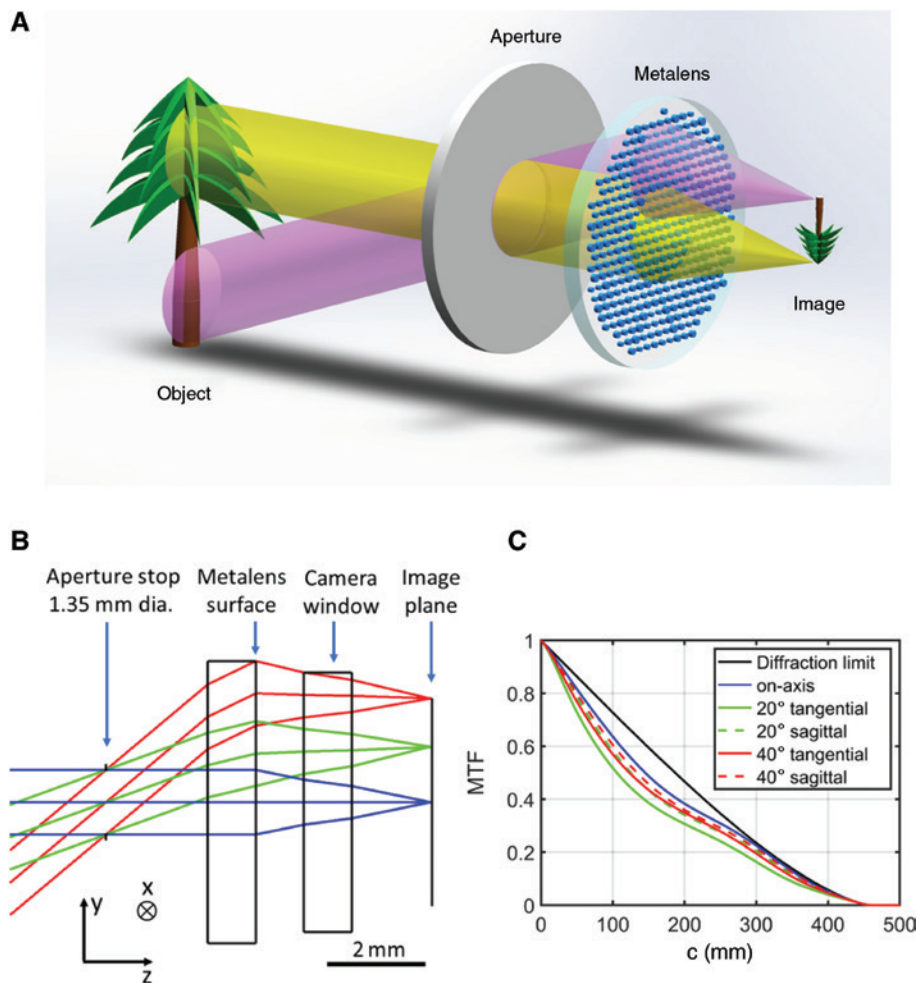 A
Aperture
Metalens
Image
Object
B
Aperture stop
1.35 mm dia.
Metalens
surface
Camera
window
Image
plane
y
x
z
2 mm
C
MTF
1
0.8
0.6
0.4
0.2
0
Diffraction limit
on-axis
20° tangential
20° sagittal
40° tangential
40° sagittal
0
100
200
300
400
500
c (mm)